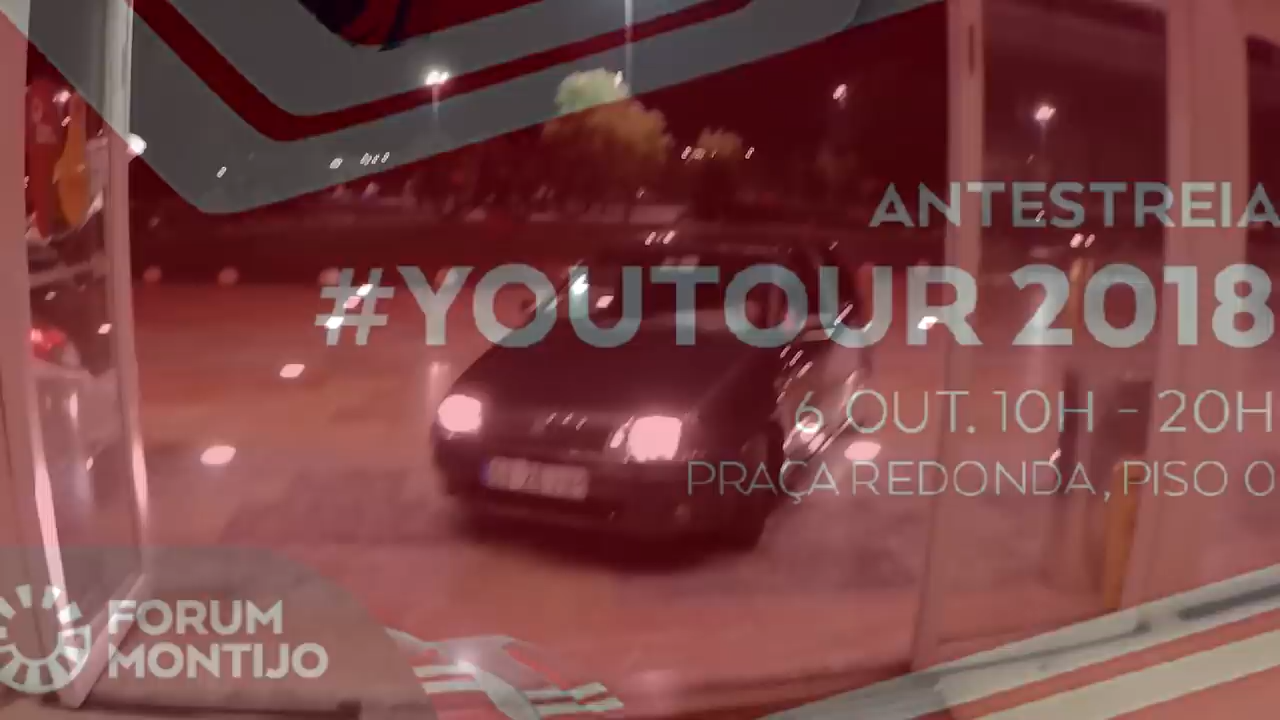 ANTESTREIA
#YOUTOUR 2018
6 OUT. 10H - 20H
PRAÇA REDONDA, PISO 0
FORUM
MONTIJO